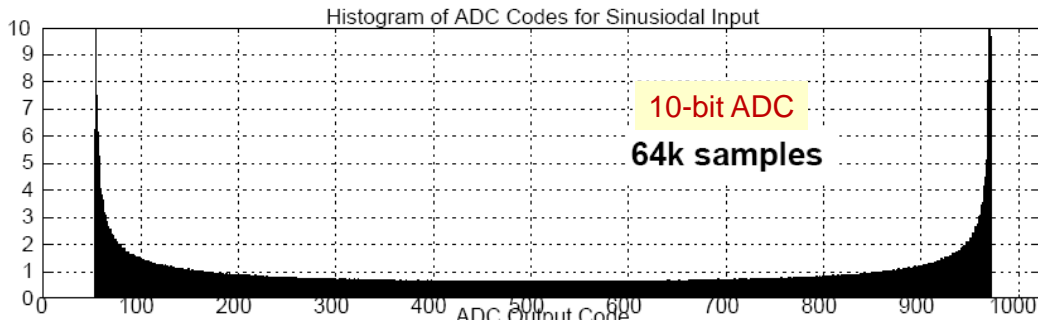 Histogram of ADC Codes for Sinusiodal Input
10
9
8
7
6
5
4
3
2
1
0
10-bit ADC
64k samples
0 100 200 300 400 500 600 700 800 900 1000
ADC Output Code